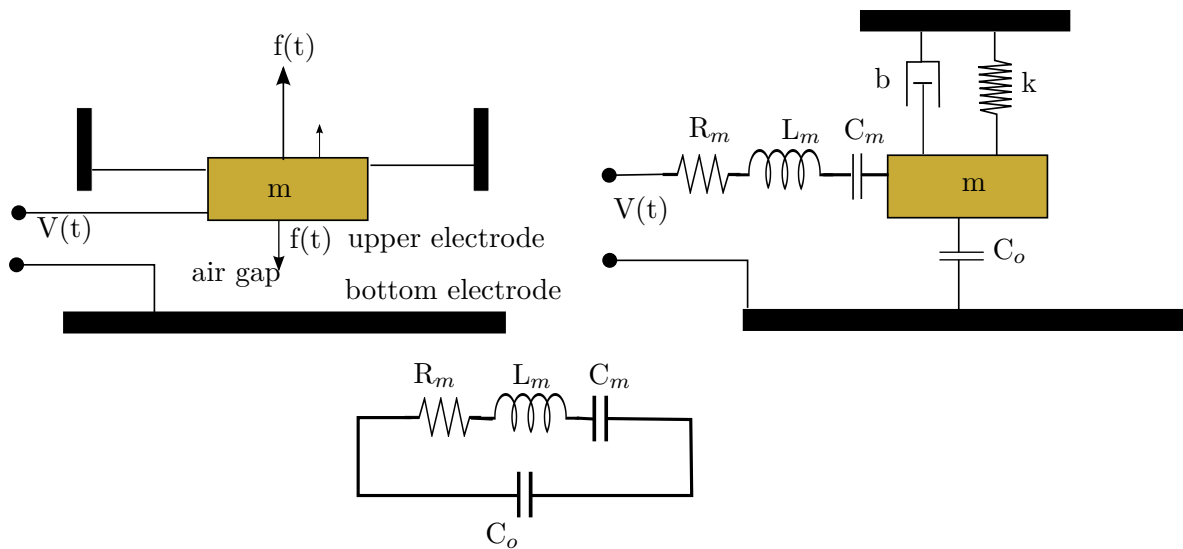 f(t)
m
V(t)
f(t)
upper electrode
air gap
bottom electrode
b
k
R_m
L_m
C_m
m
V(t)
C_o
R_m
L_m
C_m
C_o